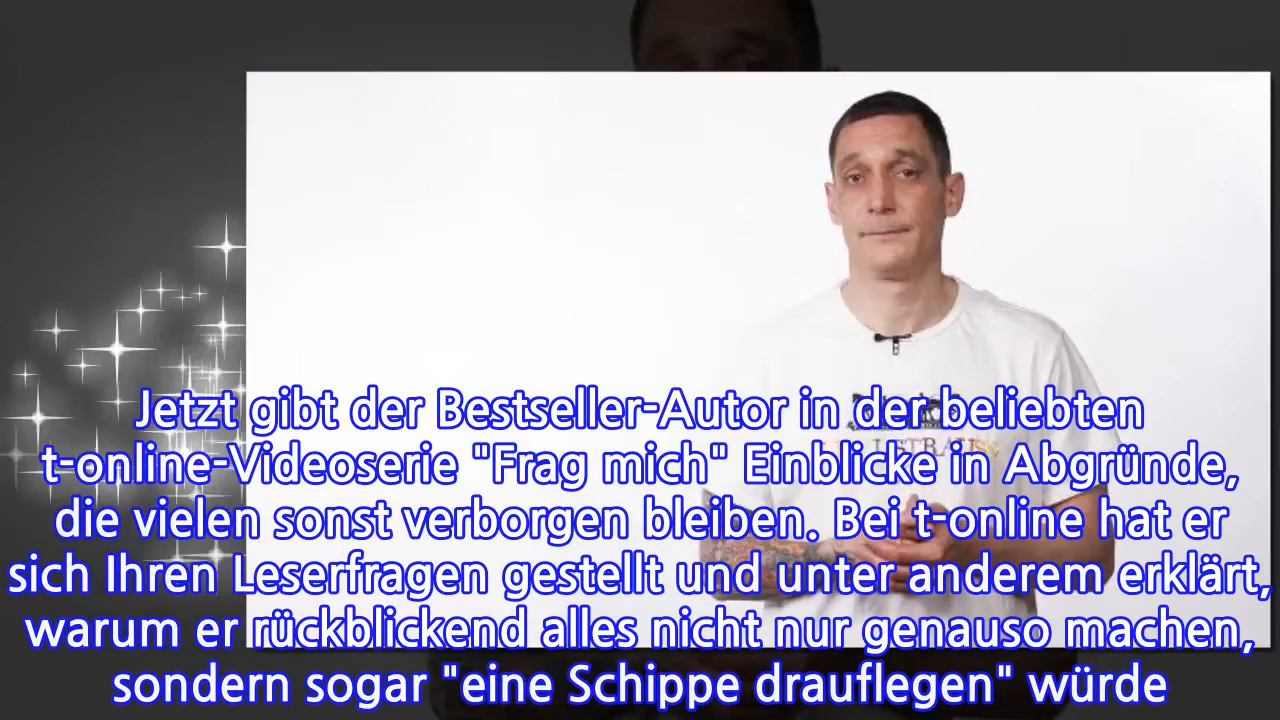 Jetzt gibt der Bestseller-Autor in der beliebten
t-online-Videoserie "Frag mich" Einblicke in Abgründe,
die vielen sonst verborgen bleiben. Bei t-online hat er
sich Ihren Leserfragen gestellt und unter anderem erklärt,
warum er rückblickend alles nicht nur genauso machen,
sondern sogar "eine Schippe drauflegen" würde